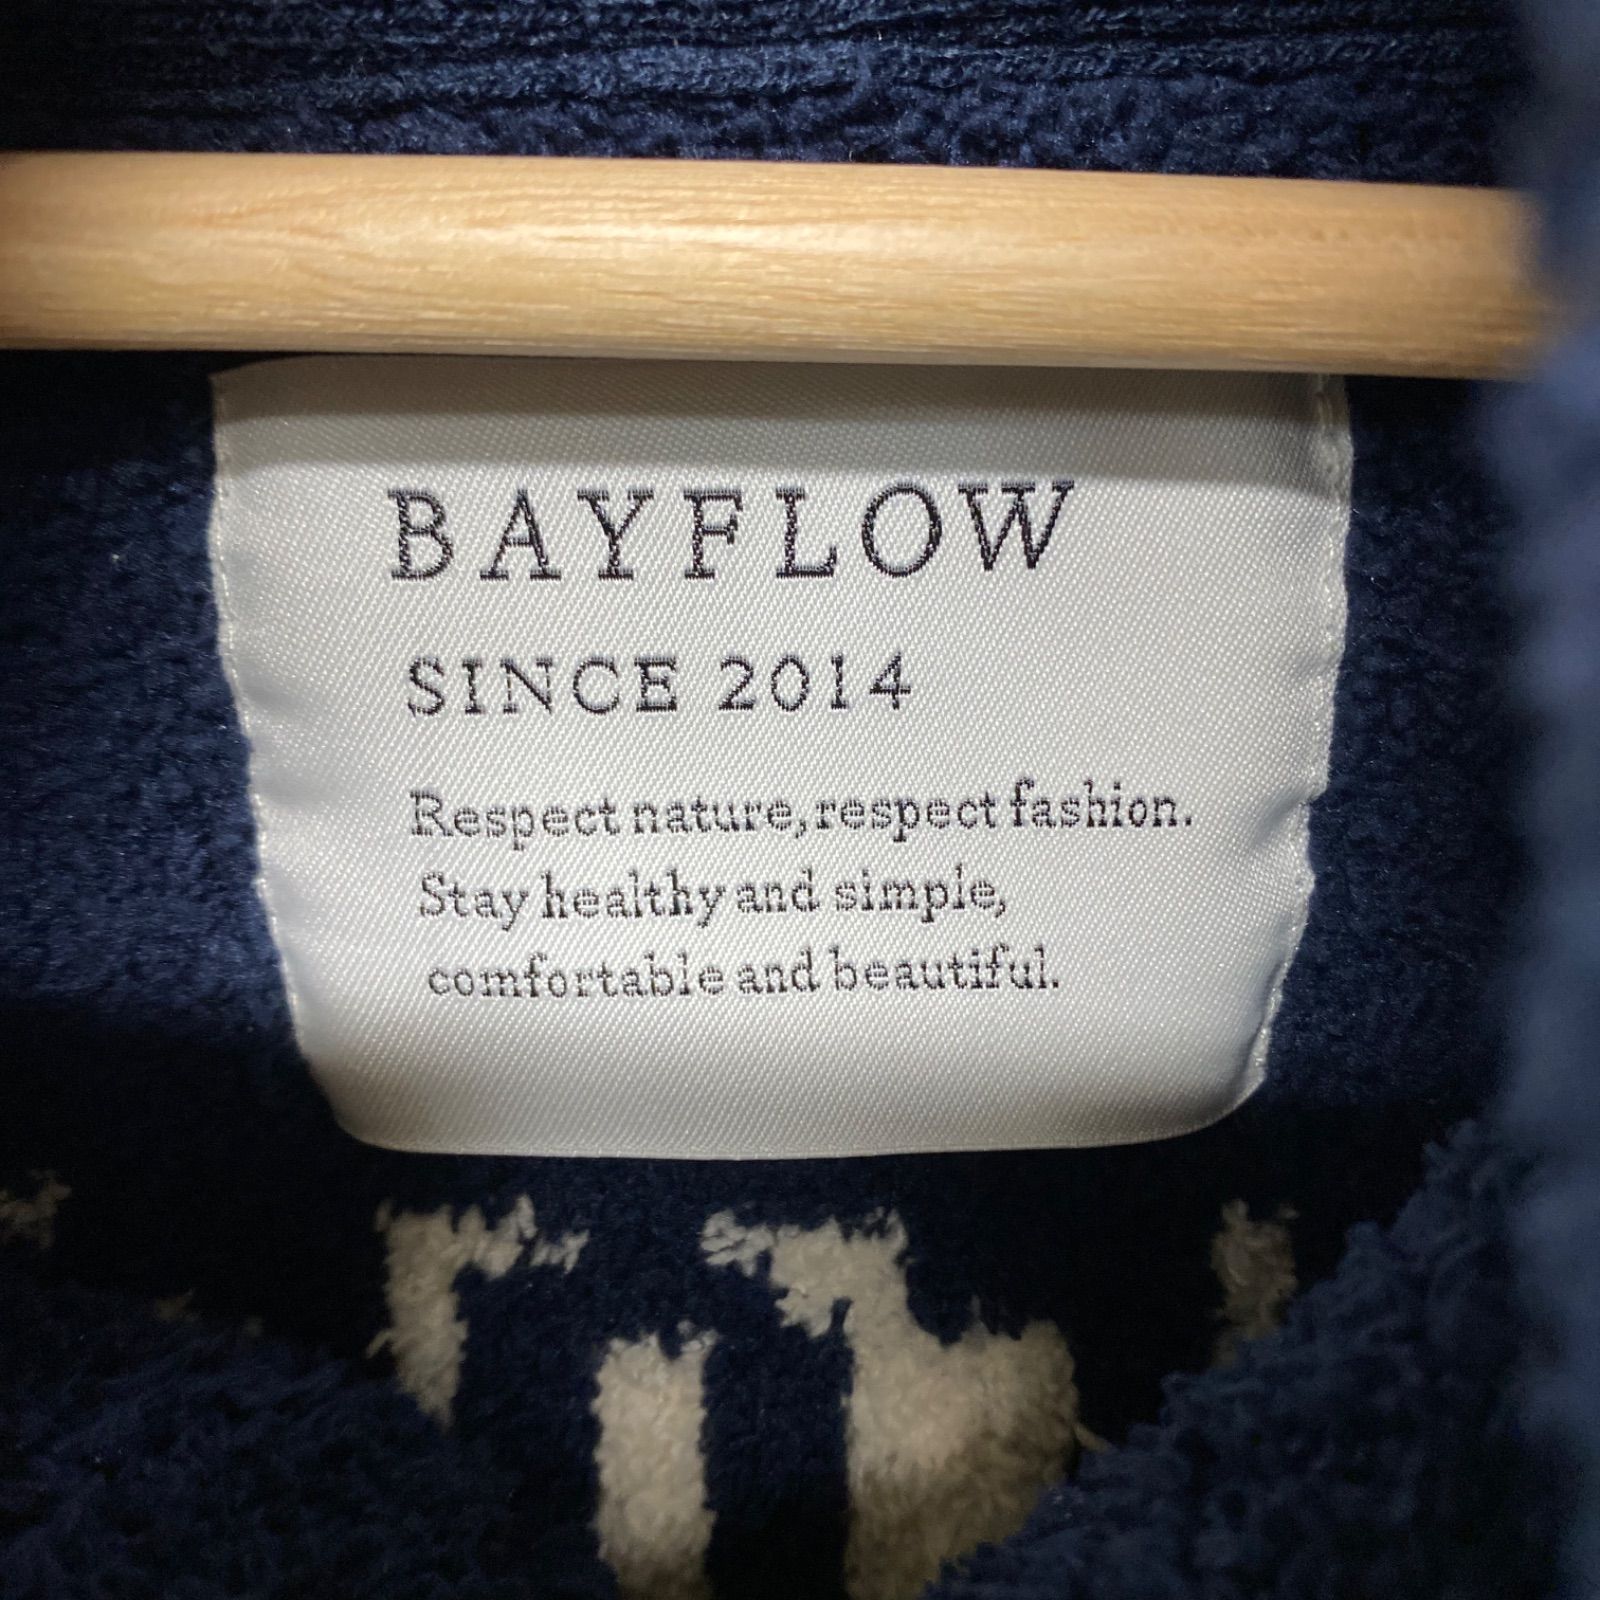 BAYFLOW
SINCE 2014
Respect nature, respect fashion.
Stay healthy and simple,
comfortable and beautiful.